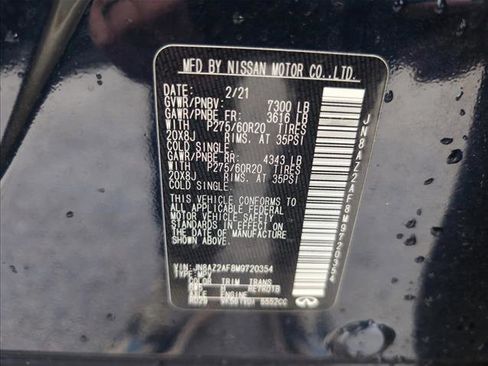 MFD BY NISSAN MOTOR CO.,LTD.
DATE: 2/21
GVWR/PNBV: 7300 LB
GAWR/PNBE FR: 3616 LB
WITH P275/60R20 TIRES
20X8J RIMS. AT 35PSI
COLD SINGLE.
GAWR/PNBE RR: 4343 LB
WITH P275/60R20 TIRES
20X8J RIMS. AT 35PSI
COLD SINGLE.
THIS VEHICLE CONFORMS TO
ALL APPLICABLE FEDERAL
MOTOR VEHICLE SAFETY
STANDARDS IN EFFECT ON
THE DATE OF MANUFACTURE
SHOWN ABOVE.
VIN: JN8AZ2AF8M9720354
TYPE: MPV
COLOR TRIM TRANS
RE7R01B
ENGINE
5552CC
JN8AZ2AF8M9720354